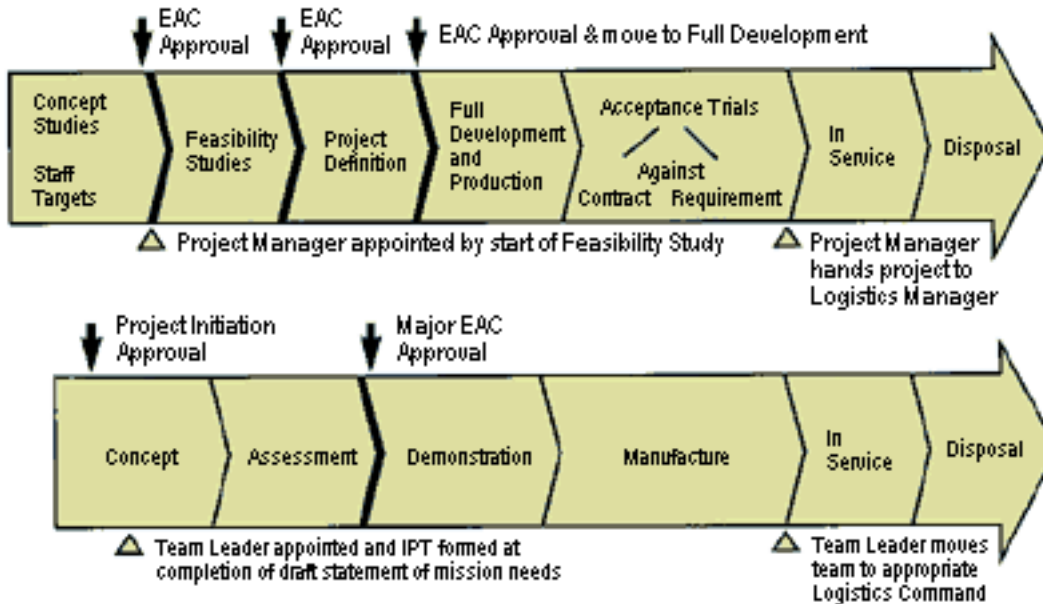 EAC
Approval
EAC
Approval
EAC Approval & move to Full Development
Concept
Studies
Staff
Targets
Feasibility
Studies
Project
Definition
Full
Development
and
Production
Acceptance Trials
Against
Contract Requirement
In
Service
Disposal
Project Manager appointed by start of Feasibility Study
Project Manager
hands project to
Logistics Manager
Project Initiation
Approval
Major EAC
Approval
Concept
Assessment
Demonstration
Manufacture
In
Service
Disposal
Team Leader appointed and IPT formed at
completion of draft statement of mission needs
Team Leader moves
team to appropriate
Logistics Command